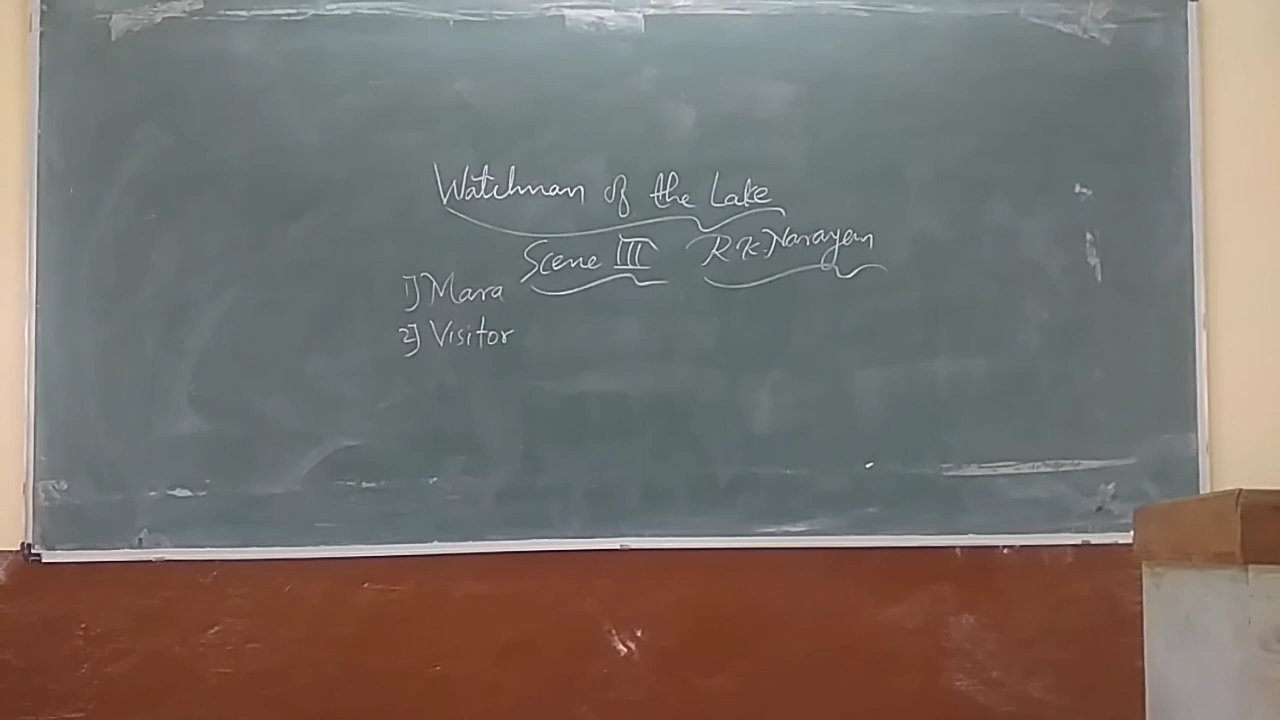 Watchman of the Lake
Scene III R.K.Narayan
1] Mara
2] Visitor